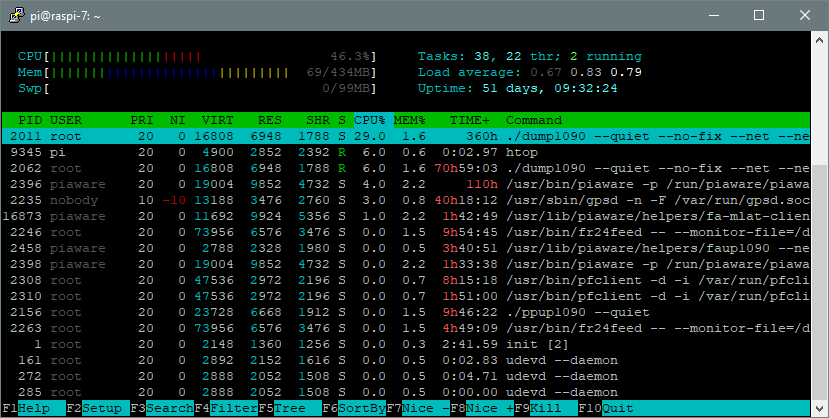 pi@raspi-7: ~
CPU[||||||||||||||||||||| 46.3%] Tasks: 38, 22 thr; 2 running
Mem[||||||||||||||||||||||||||||||||| 69/434MB] Load average: 0.67 0.83 0.79
Swp[ 0/99MB] Uptime: 51 days, 09:32:24
PID USER PRI NI VIRT RES SHR S CPU% MEM% TIME+ Command
2011 root 20 0 16808 6948 1788 S 29.0 1.6 360h ./dump1090 --quiet --no-fix --net --ne
9345 pi 20 0 4900 2852 2392 R 6.0 0.6 0:02.97 htop
2062 root 20 0 16808 6948 1788 R 6.0 1.6 70h59:03 ./dump1090 --quiet --no-fix --net --ne
2396 piaware 20 0 19004 9852 4732 S 4.0 2.2 110h /usr/bin/piaware -p /run/piaware/piawa
2235 nobody 10 -10 13188 3476 2760 S 3.0 0.8 40h18:12 /usr/sbin/gpsd -n -F /var/run/gpsd.soc
16873 piaware 20 0 11692 9924 5356 S 1.0 2.2 1h42:49 /usr/lib/piaware/helpers/fa-mlat-clien
2246 root 20 0 73956 6576 3476 S 0.0 1.5 9h54:45 /usr/bin/fr24feed -- --monitor-file=/d
2458 piaware 20 0 2788 2328 1980 S 0.0 0.5 3h40:51 /usr/lib/piaware/helpers/faup1090 --ne
2398 piaware 20 0 19004 9852 4732 S 0.0 2.2 1h33:38 /usr/bin/piaware -p /run/piaware/piawa
2308 root 20 0 47536 2972 2196 S 0.0 0.7 8h15:18 /usr/bin/pfclient -d -i /var/run/pfcli
2310 root 20 0 47536 2972 2196 S 0.0 0.7 1h51:00 /usr/bin/pfclient -d -i /var/run/pfcli
2156 root 20 0 23728 6668 1912 S 0.0 1.5 9h46:22 ./ppup1090 --quiet
2263 root 20 0 73956 6576 3476 S 0.0 1.5 4h49:09 /usr/bin/fr24feed -- --monitor-file=/d
1 root 20 0 2148 1360 1256 S 0.0 0.3 2:41.59 init [2]
161 root 20 0 2892 2152 1616 S 0.0 0.5 0:02.83 udevd --daemon
272 root 20 0 2888 2052 1508 S 0.0 0.5 0:04.71 udevd --daemon
285 root 20 0 2888 2052 1508 S 0.0 0.5 0:00.00 udevd --daemon
F1Help F2Setup F3SearchF4FilterF5Tree F6SortByF7Nice -F8Nice +F9Kill F10Quit